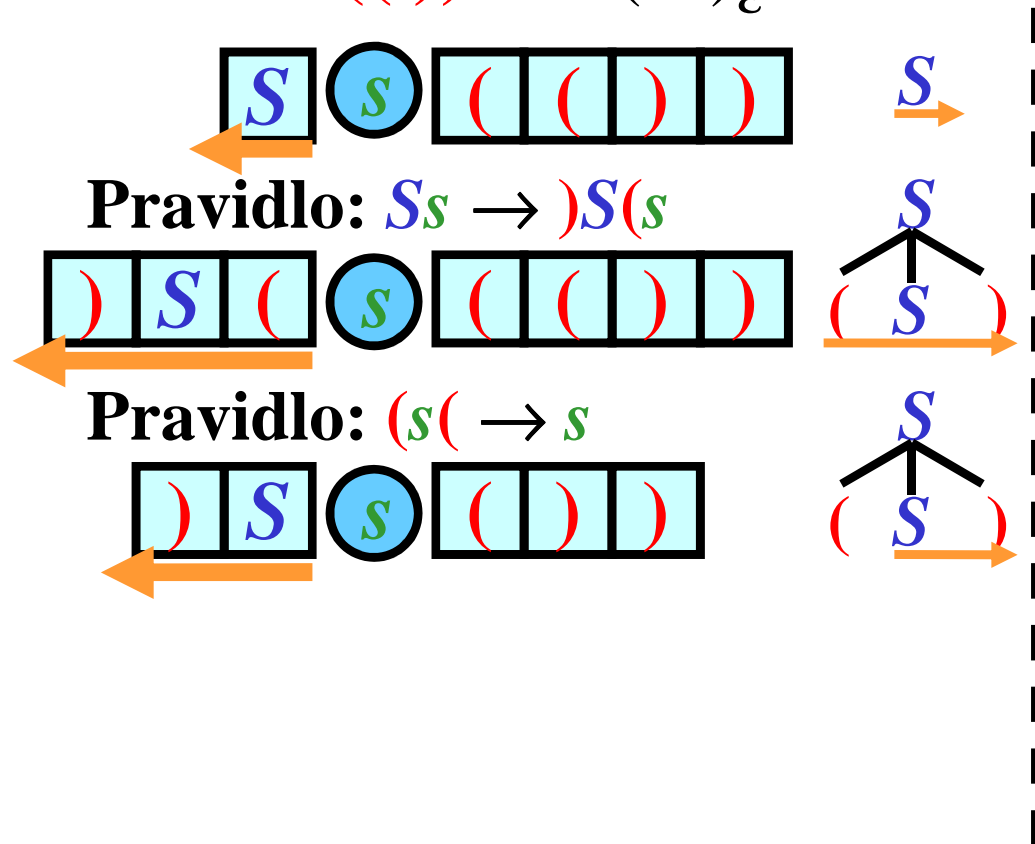 S s ( ( ) ) S
Pravidlo: Ss → )S(s S
) S ( s ( ( ) ) ( S )
Pravidlo: (s( → s S
) S s ( ) ) ( S )